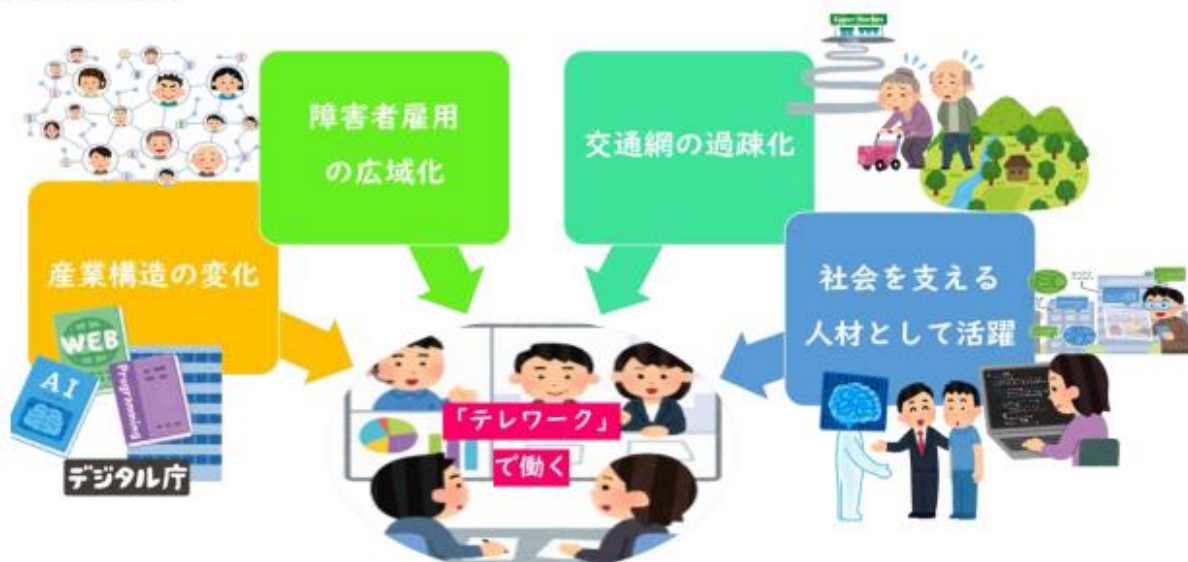 障害者雇用
の広域化
交通網の過疎化
産業構造の変化
社会を支える
人材として活躍
WEB
AI
Programming
デジタル庁
「テレワーク」
で働く